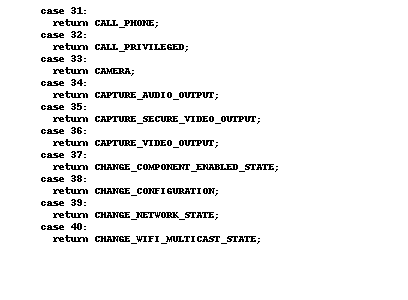 case 31:
return CALL_PHONE;
case 32:
return CALL_PRIVILEGED;
case 33:
return CAMERA;
case 34:
return CAPTURE_AUDIO_OUTPUT;
case 35:
return CAPTURE_SECURE_VIDEO_OUTPUT;
case 36:
return CAPTURE_VIDEO_OUTPUT;
case 37:
return CHANGE_COMPONENT_ENABLED_STATE;
case 38:
return CHANGE_CONFIGURATION;
case 39:
return CHANGE_NETWORK_STATE;
case 40:
return CHANGE_WIFI_MULTICAST_STATE;